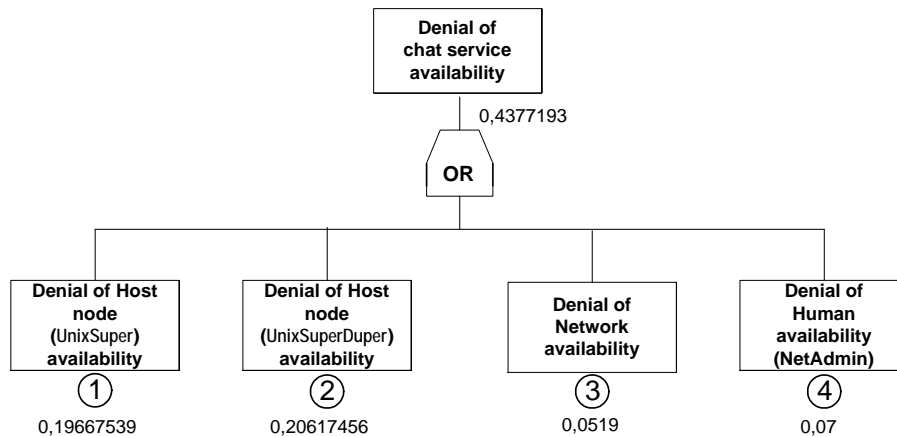 Denial of
chat service
availability
0,4377193
OR
Denial of Host
node
(UnixSuper)
availability
1
0,19667539
Denial of Host
node
(UnixSuperDuper)
availability
2
0,20617456
Denial of
Network
availability
3
0,0519
Denial of
Human
availability
(NetAdmin)
4
0,07